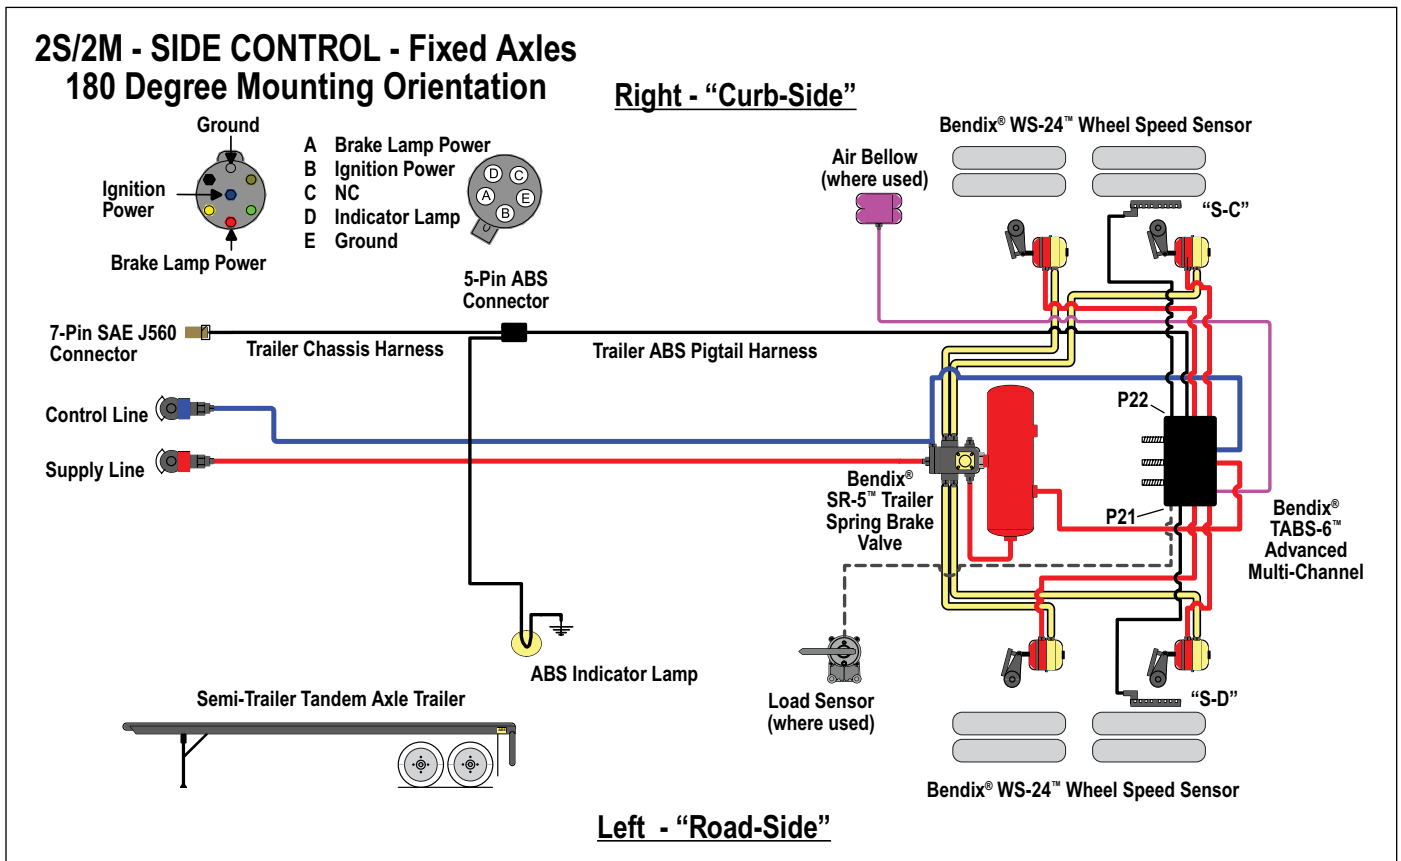 2S/2M - SIDE CONTROL - Fixed Axles
180 Degree Mounting Orientation
Right - “Curb-Side”
Ground
Ignition
Power
Brake Lamp Power
A Brake Lamp Power
B Ignition Power
C NC
D Indicator Lamp
E Ground
D
C
A
E
B
5-Pin ABS
Connector
Air Bellow
(where used)
Bendix® WS-24™ Wheel Speed Sensor
“S-C”
7-Pin SAE J560
Connector
Trailer Chassis Harness
Trailer ABS Pigtail Harness
Control Line
Supply Line
P22
P21
Bendix®
SR-5™ Trailer
Spring Brake
Valve
Bendix®
TABS-6™
Advanced
Multi-Channel
ABS Indicator Lamp
Load Sensor
(where used)
“S-D”
Semi-Trailer Tandem Axle Trailer
Bendix® WS-24™ Wheel Speed Sensor
Left - “Road-Side”